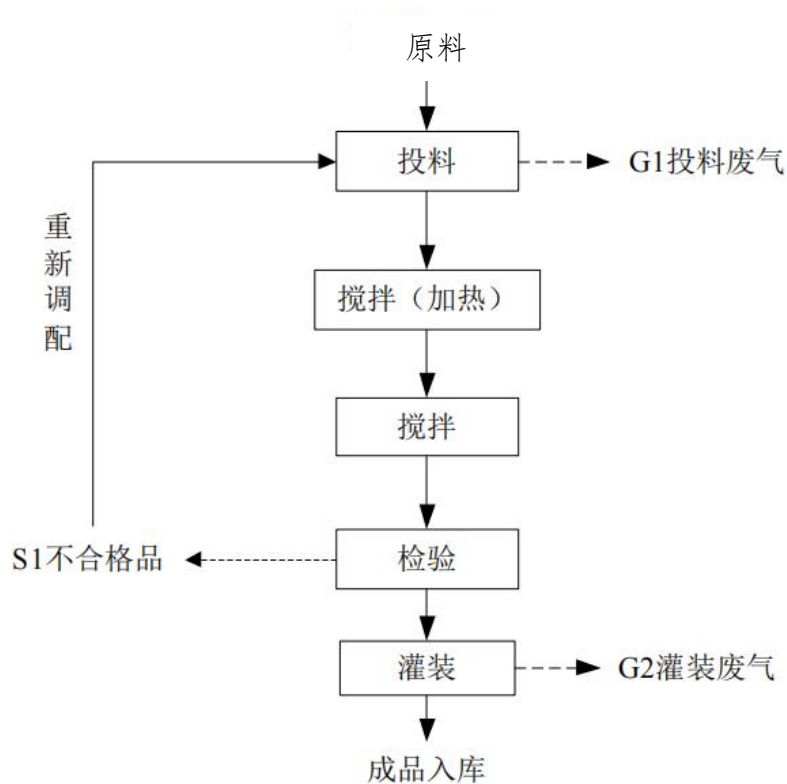 原料
投料
G1投料废气
重新调配
搅拌（加热）
搅拌
S1不合格品
检验
灌装
G2灌装废气
成品入库